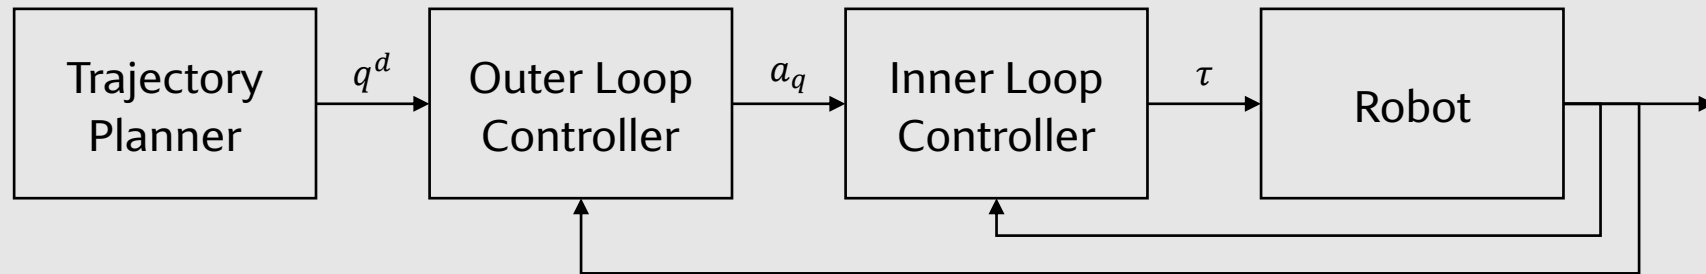 Trajectory
Planner
q^d
Outer Loop
Controller
a_q
Inner Loop
Controller
τ
Robot